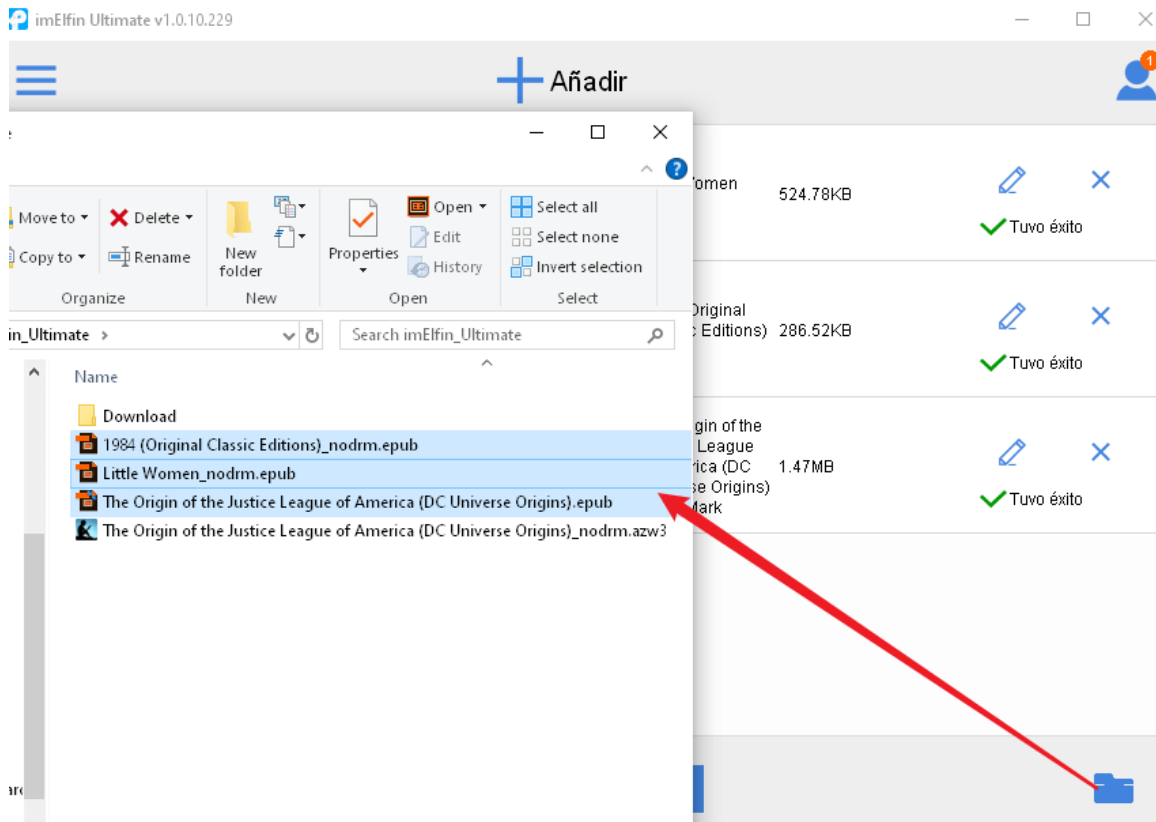 imElfin Ultimate v1.0.10.229
Añadir
1
Move to
Delete
Copy to
Rename
New folder
Properties
Open
Edit
History
Select all
Select none
Invert selection
Organize
New
Open
Select
in_Ultimate >
Search imElfin_Ultimate
Name
Download
1984 (Original Classic Editions)_nodrm.epub
Little Women_nodrm.epub
The Origin of the Justice League of America (DC Universe Origins).epub
The Origin of the Justice League of America (DC Universe Origins)_nodrm.azw3
omen
524.78KB
Tuvo éxito
Original
Editions)
286.52KB
Tuvo éxito
gin of the
League
rica (DC
se Origins)
Mark
1.47MB
Tuvo éxito